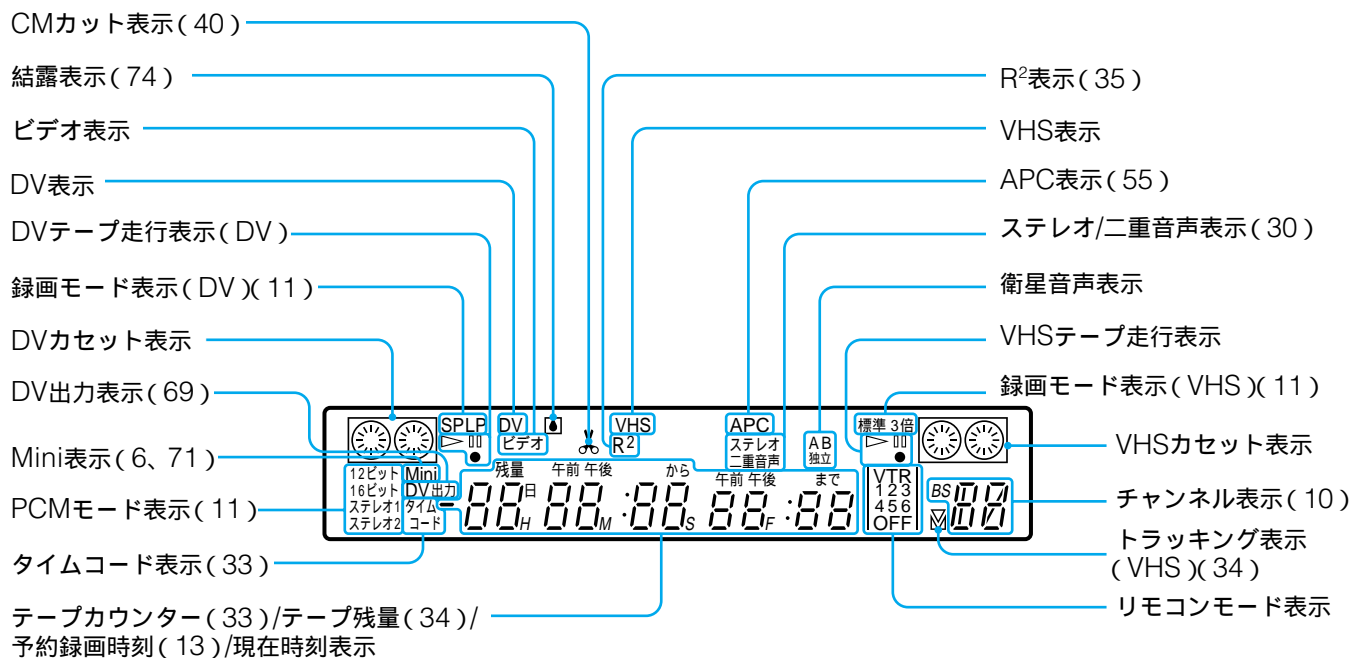 CMカット表示(40)
結露表示(74)
ビデオ表示
DV表示
DVテープ走行表示(DV)
録画モード表示(DV)(11)
DVカセット表示
DV出力表示(69)
Mini表示(6、71)
PCMモード表示(11)
タイムコード表示(33)
テープカウンター(33)/テープ残量(34)/
予約録画時刻(13)/現在時刻表示
R²表示(35)
VHS表示
APC表示(55)
ステレオ/二重音声表示(30)
衛星音声表示
VHSテープ走行表示
録画モード表示(VHS)(11)
VHSカセット表示
チャンネル表示(10)
トラッキング表示
(VHS)(34)
リモコンモード表示
SPLP DV VHS APC 標準 3倍
ビデオ R² ステレオ AB
二重音声 独立
12ビット Mini 残量 午前 午後 から 午前 午後 まで VTR
16ビット DV出力 日 123 BS
ステレオ1 タイム 456
ステレオ2 コード 88H 88M :88S 88F :88 OFF